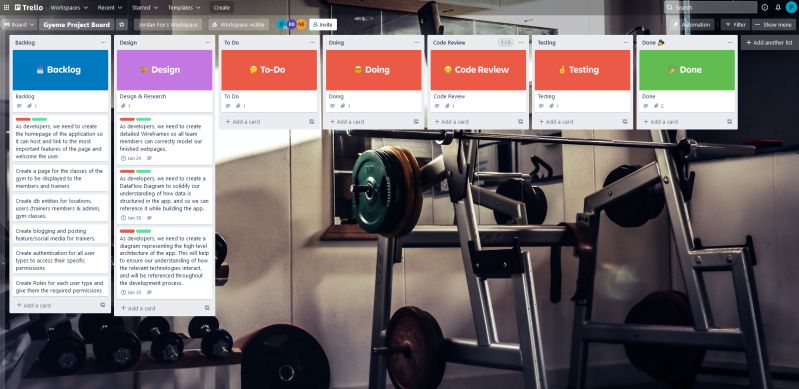 Trello
Workspaces
Recent
Starred
Templates
Create
Search
Board
Gyeme Project Board
Jordan Fox's Workspace
Workspace visible
Invite
Automation
Filter
Show menu
Backlog
Backlog
Backlog
1
As developers, we need to create
the homepage of the application so
it can host and link to the most
important features of the page and
welcome the user.
Create a page for the classes of the
gym to be displayed to the
members and trainers
Create db entities for locations,
users (trainers members & admin),
gym-classes.
Create blogging and posting
feature/social media for trainers.
Create authentication for all user
types to access their specific
permissions
Create Roles for each user type and
give them the required permissions
+ Add a card
Design
Design
Design & Research
1
As developers, we need to create
detailed Wireframes so all team
members can correctly model our
finished webpages.
Jan 24
As developers, we need to create a
DataFlow Diagram to solidify our
understanding of how data is
structured in the app, and so we can
reference it while building the app.
Jan 20
As developers, we need to create a
diagram representing the high-level
architecture of the app. This will help
to ensure our understanding of how
the relevant technologies interact,
and will be referenced throughout
the development process.
Jan 20
+ Add a card
To Do
To-Do
To Do
1
+ Add a card
Doing
Doing
Doing
1
+ Add a card
Code Review
1 / 3
Code Review
Code Review
1
+ Add a card
Testing
Testing
Testing
1
+ Add a card
Done
Done
Done
2
+ Add a card
+ Add another list